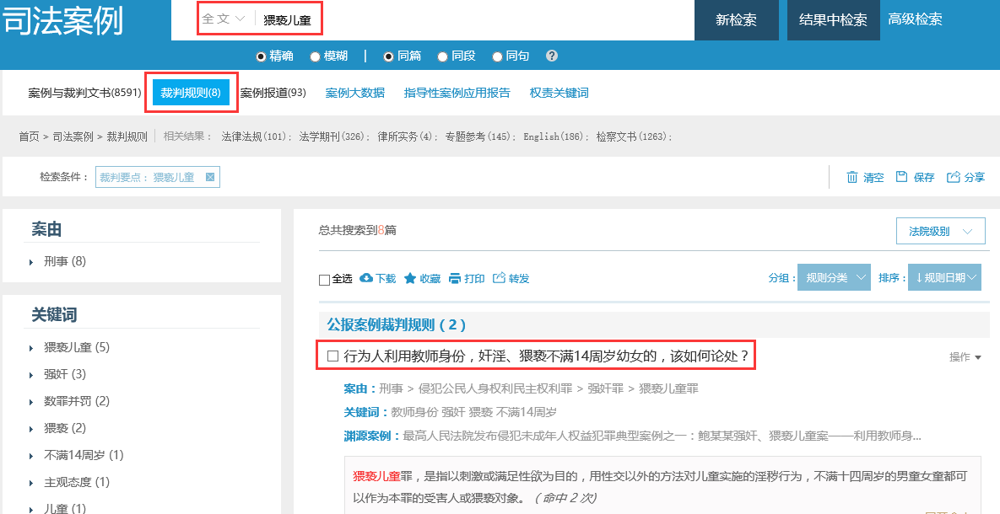 司法案例
全文 猥亵儿童
新检索 结果中检索 高级检索
精确 模糊 | 同篇 同段 同句 ?
案例与裁判文书(8591) 裁判规则(8) 案例报道(93) 案例大数据 指导性案例应用报告 权责关键词
首页 > 司法案例 > 裁判规则 相关结果： 法律法规(101)； 法学期刊(326)； 律所实务(4)； 专题参考(145)； English(186)； 检察文书(1263)；
检索条件： 裁判要点： 猥亵儿童
清空 保存 分享
案由
刑事 (8)
关键词
猥亵儿童 (5)
强奸 (3)
数罪并罚 (2)
猥亵 (2)
不满14周岁 (1)
主观态度 (1)
儿童 (1)
总共搜索到8篇
法院级别
全选 下载 收藏 打印 转发
分组： 规则分类 排序： ↓规则日期
公报案例裁判规则（2）
行为人利用教师身份，奸淫、猥亵不满14周岁幼女的，该如何论处？
操作
案由：刑事 > 侵犯公民人身权利民主权利罪 > 强奸罪 > 猥亵儿童罪
关键词：教师身份 强奸 猥亵 不满14周岁
渊源案例：最高人民法院发布侵犯未成年人权益犯罪典型案例之一：鲍某某强奸、猥亵儿童案——利用教师身...
猥亵儿童罪，是指以刺激或满足性欲为目的，用性交以外的方法对儿童实施的淫秽行为，不满十四周岁的男童女童都可
以作为本罪的受害人或猥亵对象。（命中 2 次)